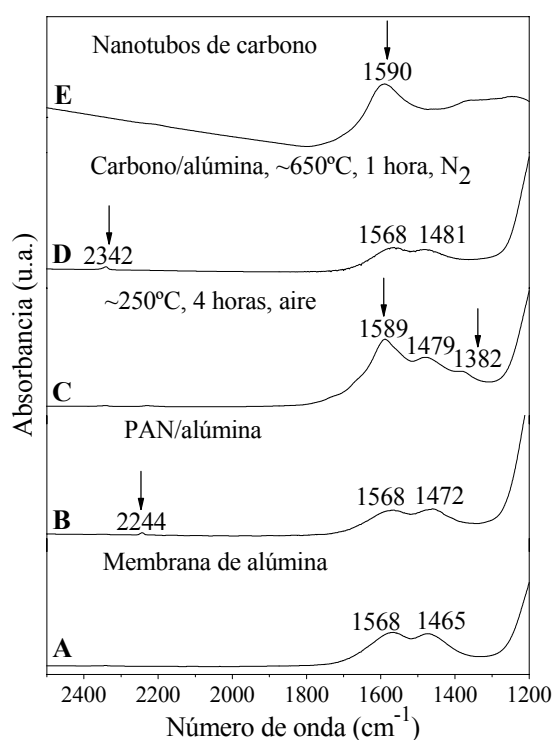 Nanotubos de carbono
1590
E
Carbono/alúmina, ~650ºC, 1 hora, N2
2342
1568 1481
D
~250ºC, 4 horas, aire
1589
1479 1382
C
PAN/alúmina
2244
1568 1472
B
Membrana de alúmina
1568 1465
A
Absorbancia (u.a.)
2400 2200 2000 1800 1600 1400 1200
Número de onda (cm-1)